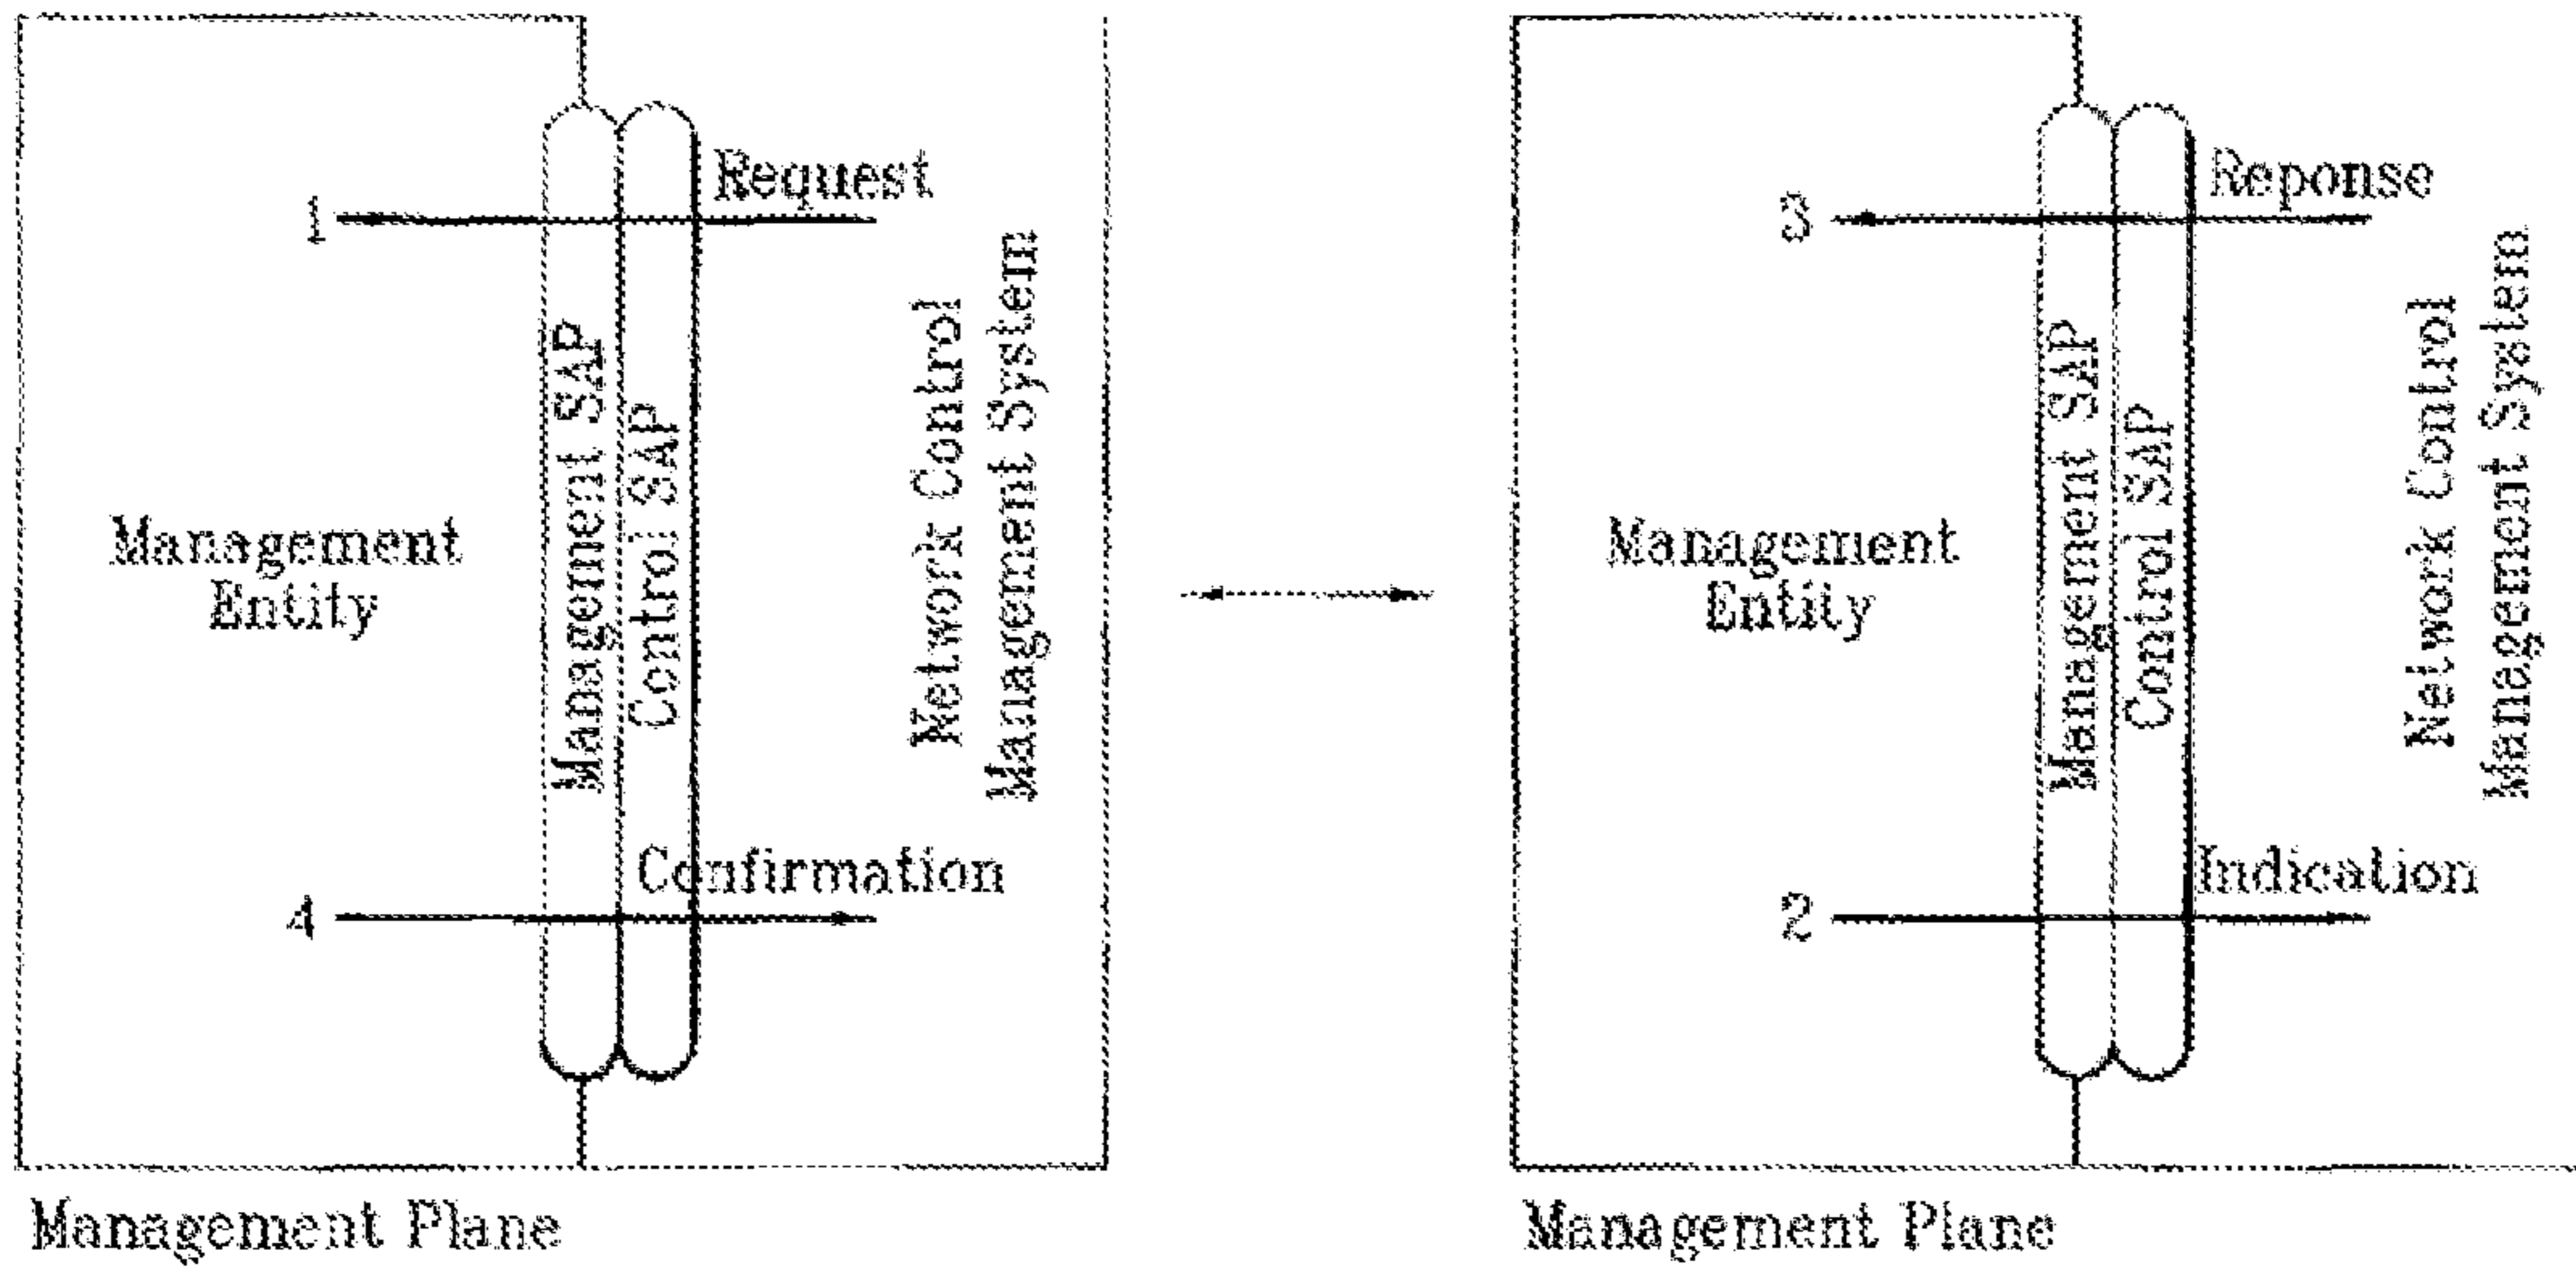 Request
1
Management SAP
Control SAP
Network Control
Management System
Management
Entity
Confirmation
4
Management Plane
Reponse
3
Management SAP
Control SAP
Network Control
Management System
Management
Entity
Indication
2
Management Plane